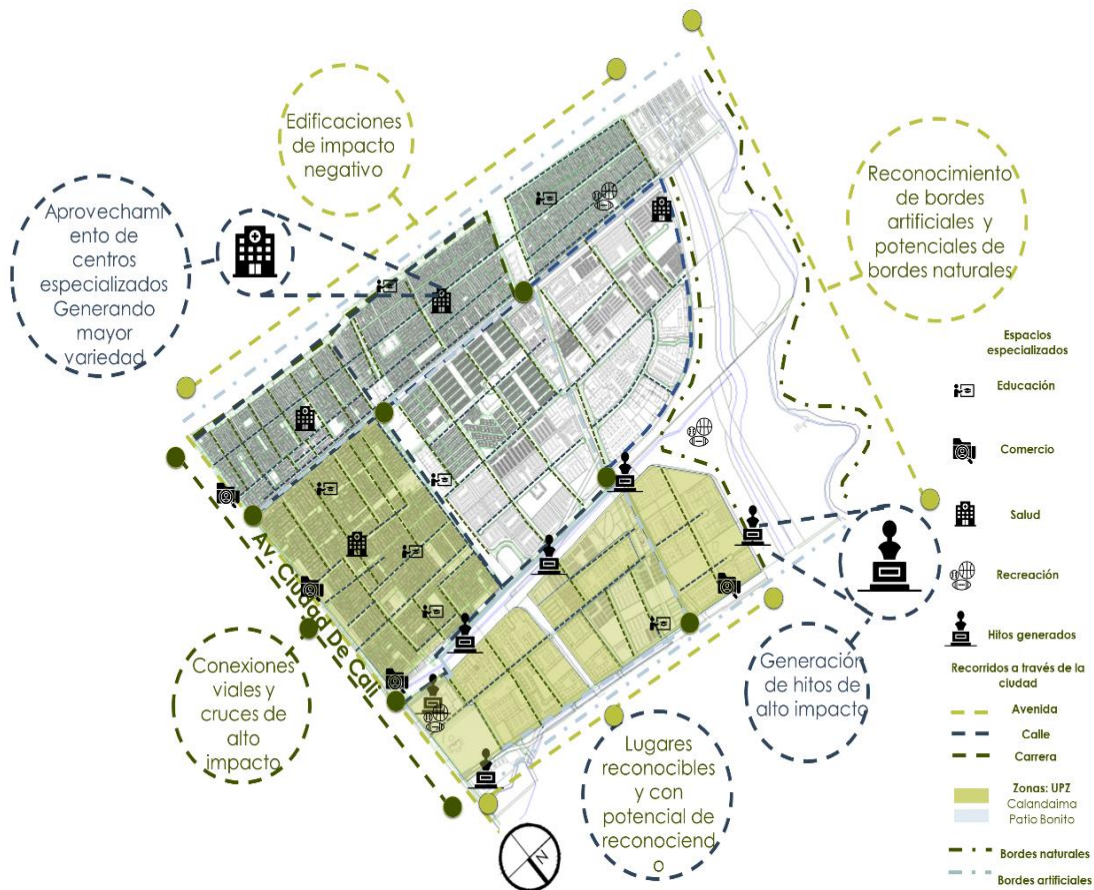 Edificaciones
de impacto
negativo
Aprovechami
ento de
centros
especializados
Generando
mayor
variedad
Reconocimiento
de bordes
artificiales y
potenciales de
bordes naturales
Av. Ciudad De Cali
Conexiones
viales y
cruces de
alto
impacto
Lugares
reconocibles
y con
potencial de
reconociend
o
Generación
de hitos de
alto impacto
N
Espacios
especializados
Educación
Comercio
Salud
Recreación
Hitos generados
Recorridos a través de la
ciudad
Avenida
Calle
Carrera
Zonas: UPZ
Calandaima
Patio Bonito
Bordes naturales
Bordes artificiales